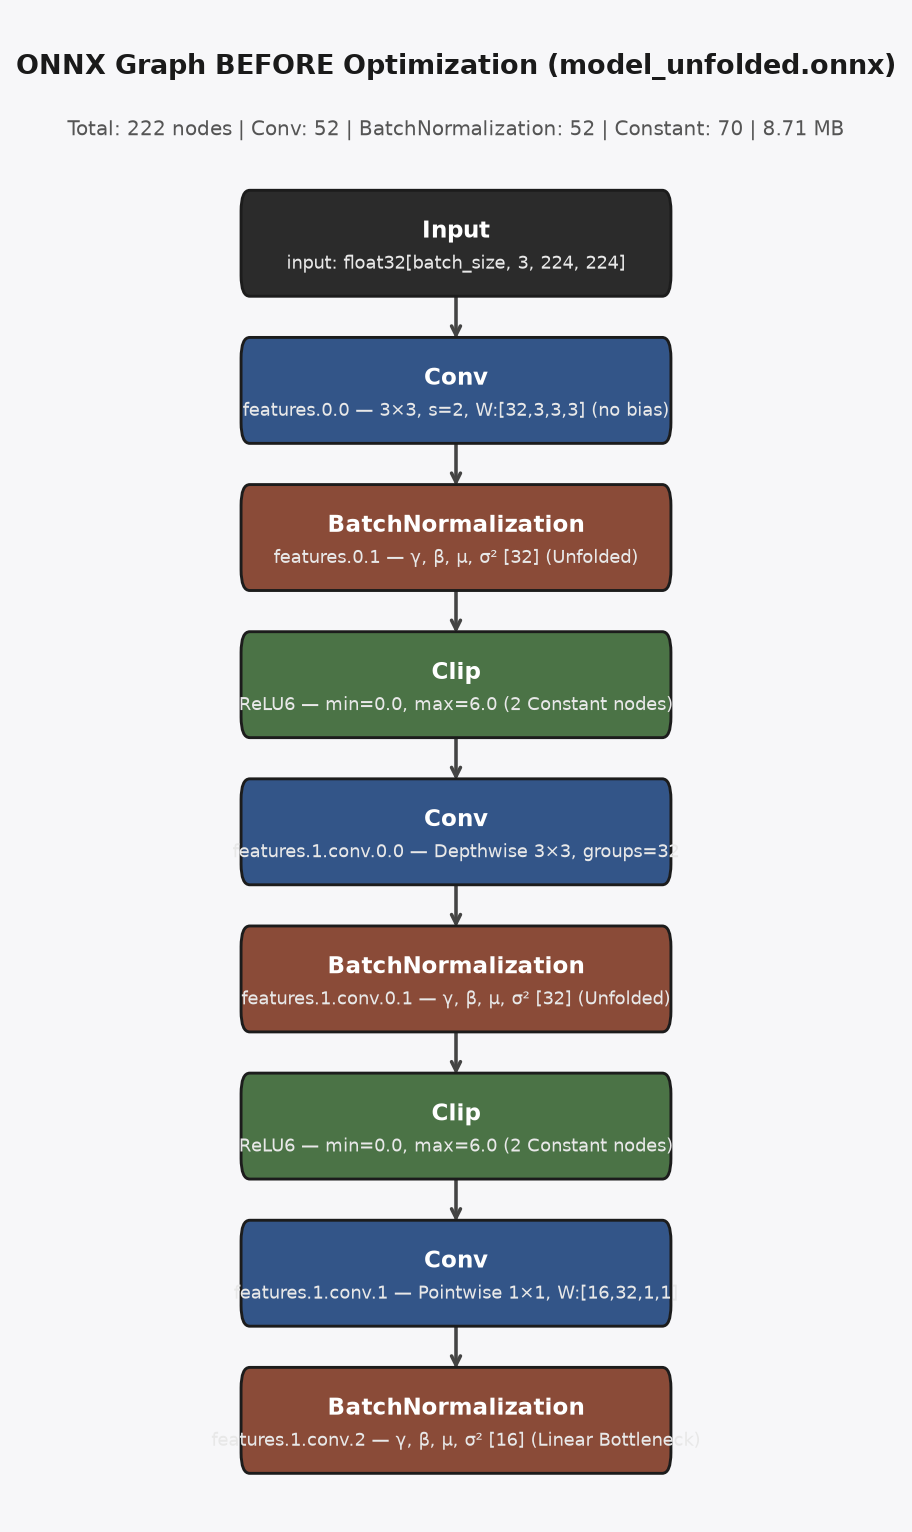 ONNX Graph BEFORE Optimization (model_unfolded.onnx)
Total: 222 nodes | Conv: 52 | BatchNormalization: 52 | Constant: 70 | 8.71 MB
Input
input: float32[batch_size, 3, 224, 224]
Conv
features.0.0 — 3×3, s=2, W:[32,3,3,3] (no bias)
BatchNormalization
features.0.1 — γ, β, μ, σ² [32] (Unfolded)
Clip
ReLU6 — min=0.0, max=6.0 (2 Constant nodes)
Conv
features.1.conv.0.0 — Depthwise 3×3, groups=32
BatchNormalization
features.1.conv.0.1 — γ, β, μ, σ² [32] (Unfolded)
Clip
ReLU6 — min=0.0, max=6.0 (2 Constant nodes)
Conv
features.1.conv.1 — Pointwise 1×1, W:[16,32,1,1]
BatchNormalization
features.1.conv.2 — γ, β, μ, σ² [16] (Linear Bottleneck)